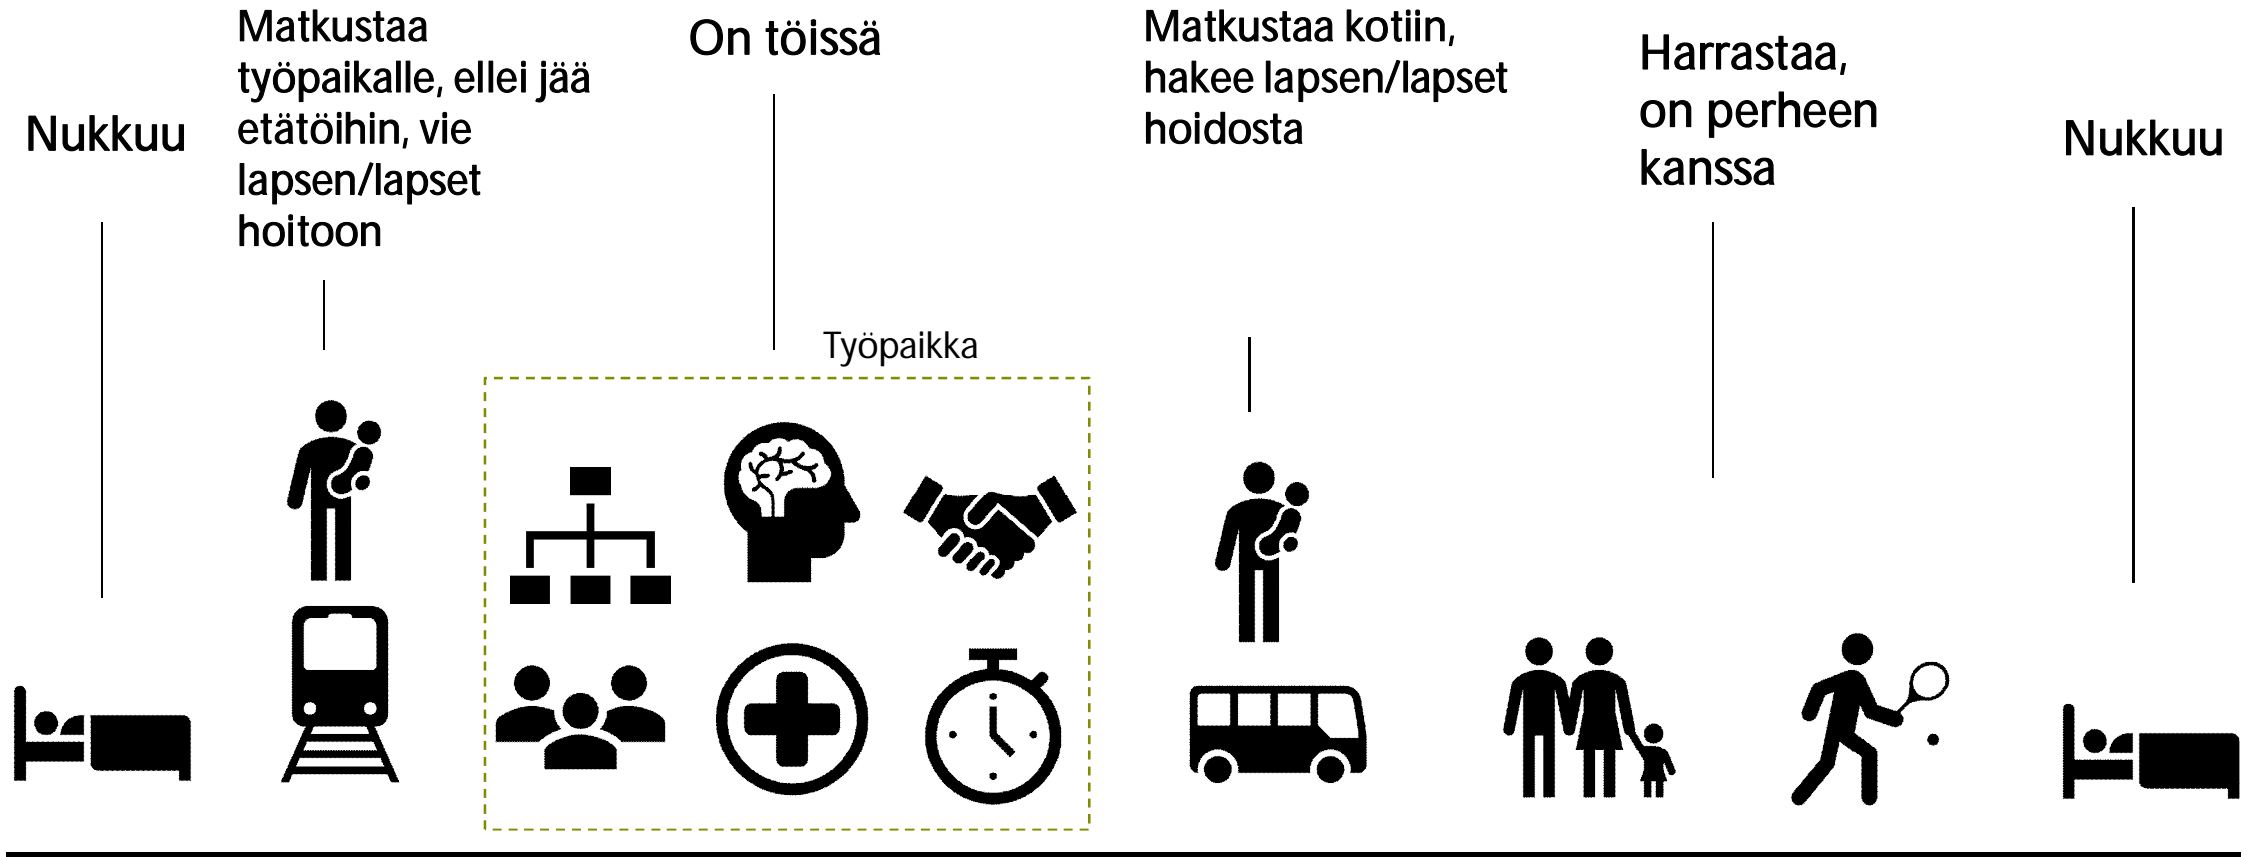 Nukkuu
Matkustaa
työpaikalle, ellei jää
etätöihin, vie
lapsen/lapset
hoitoon
On töissä
Työpaikka
Matkustaa kotiin,
hakee lapsen/lapset
hoidosta
Harrastaa,
on perheen
kanssa
Nukkuu